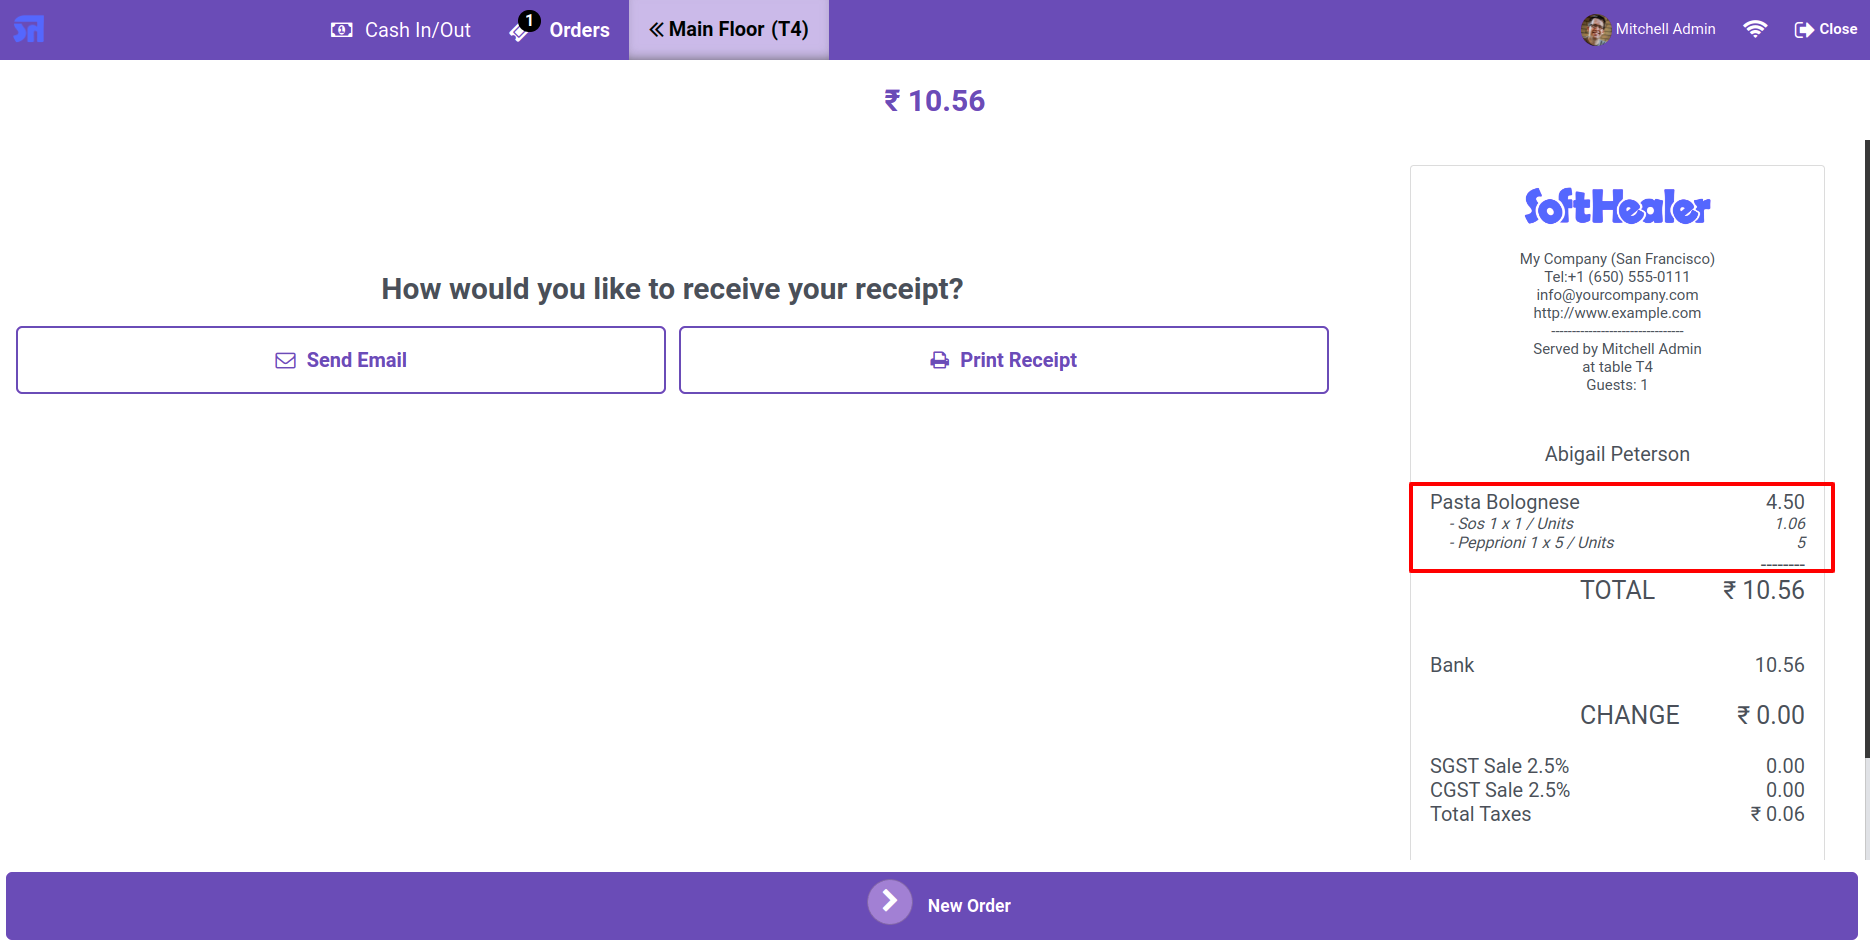 Cash In/Out
1
Orders
Main Floor (T4)
Mitchell Admin
Close
₹ 10.56
How would you like to receive your receipt?
Send Email
Print Receipt
SoftHealer
My Company (San Francisco)
Tel:+1 (650) 555-0111
info@yourcompany.com
http://www.example.com
--------------------------------
Served by Mitchell Admin
at table T4
Guests: 1
Abigail Peterson
Pasta Bolognese 4.50
- Sos 1 x 1 / Units 1.06
- Pepprioni 1 x 5 / Units 5
--------
TOTAL ₹ 10.56
Bank 10.56
CHANGE ₹ 0.00
SGST Sale 2.5% 0.00
CGST Sale 2.5% 0.00
Total Taxes ₹ 0.06
New Order